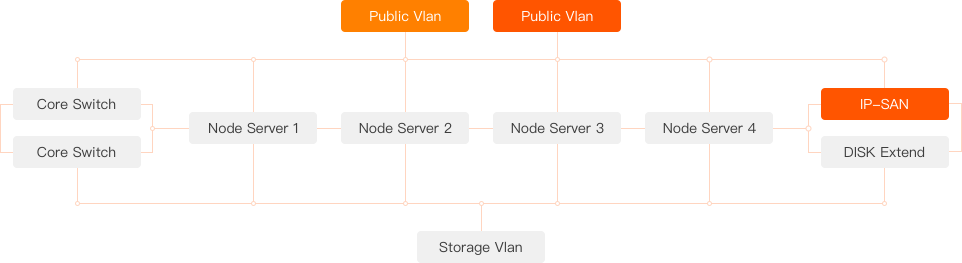 Public Vlan
Public Vlan
Core Switch
IP-SAN
Node Server 1
Node Server 2
Node Server 3
Node Server 4
Core Switch
DISK Extend
Storage Vlan